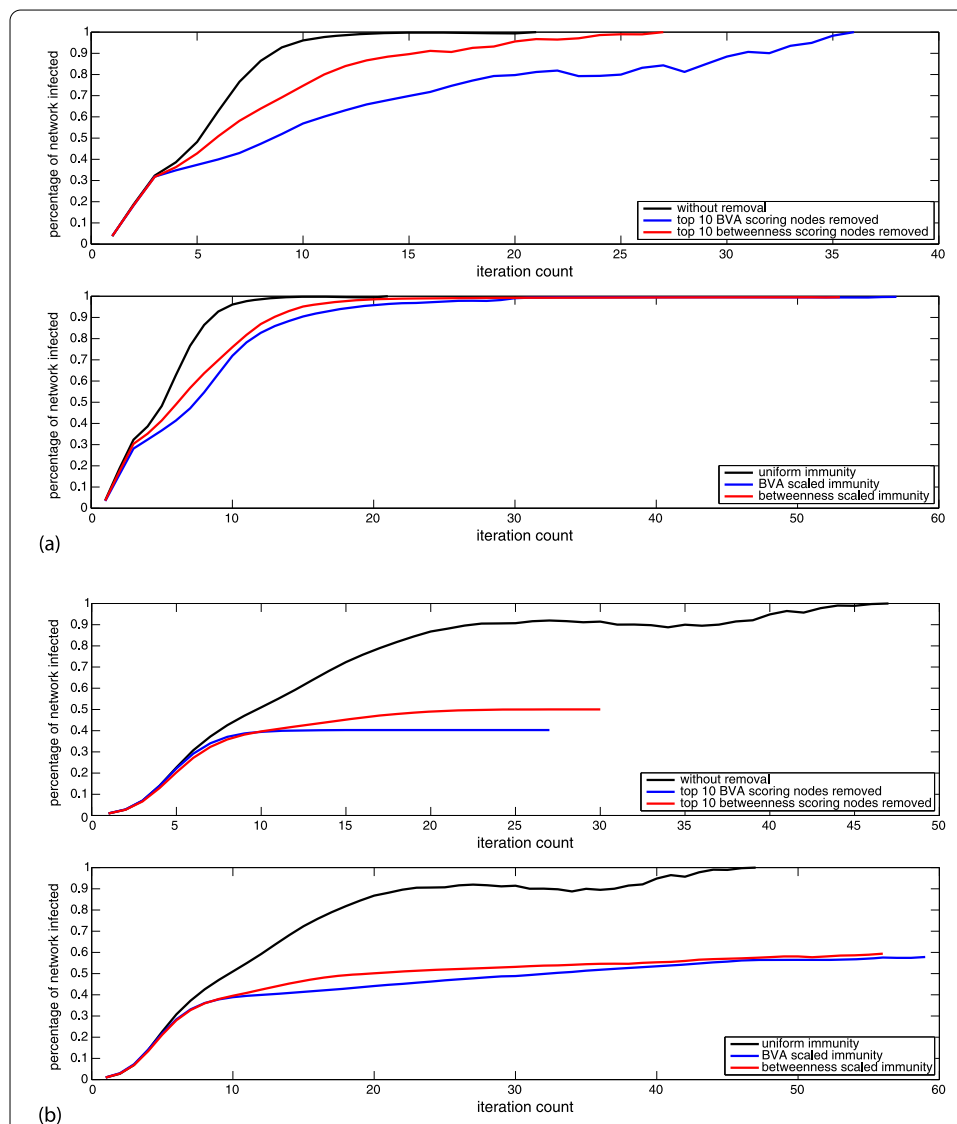 1
0.9
0.8
0.7
0.6
0.5
0.4
0.3
0.2
0.1
0
percentage of network infected
without removal
top 10 BVA scoring nodes removed
top 10 betweenness scoring nodes removed
0 5 10 15 20 25 30 35 40
iteration count
1
0.9
0.8
0.7
0.6
0.5
0.4
0.3
0.2
0.1
0
percentage of network infected
uniform immunity
BVA scaled immunity
betweenness scaled immunity
0 10 20 30 40 50 60
iteration count
(a)
1
0.9
0.8
0.7
0.6
0.5
0.4
0.3
0.2
0.1
0
percentage of network infected
without removal
top 10 BVA scoring nodes removed
top 10 betweenness scoring nodes removed
0 5 10 15 20 25 30 35 40 45 50
iteration count
1
0.9
0.8
0.7
0.6
0.5
0.4
0.3
0.2
0.1
0
percentage of network infected
uniform immunity
BVA scaled immunity
betweenness scaled immunity
0 10 20 30 40 50 60
iteration count
(b)